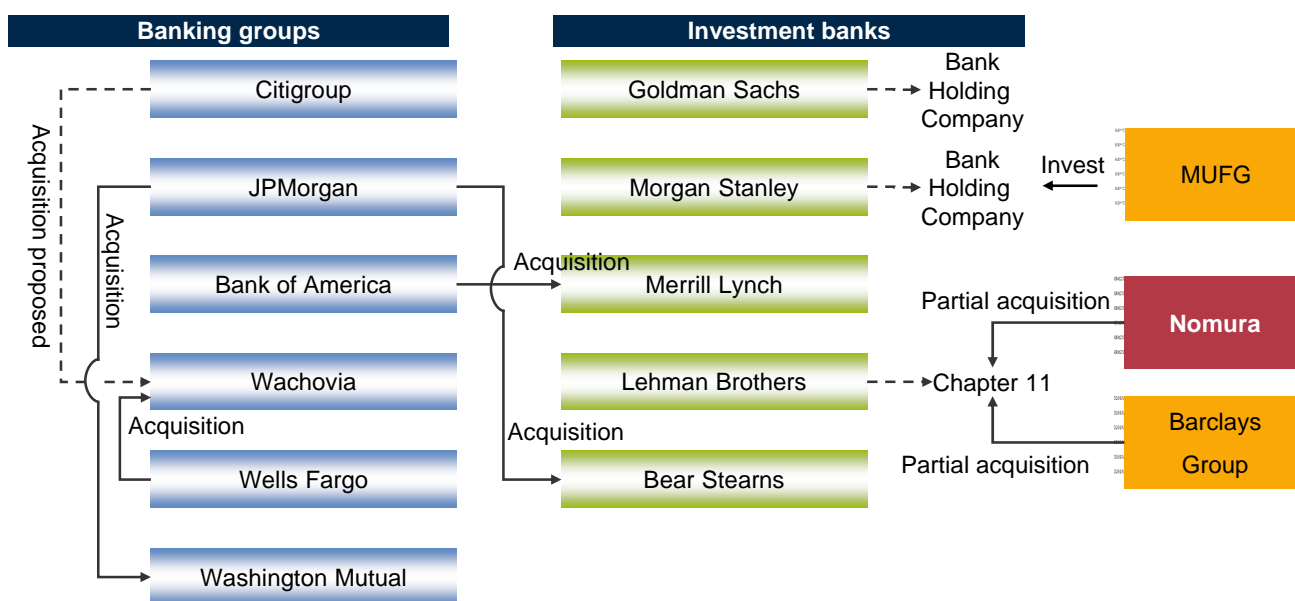 Banking groups
Investment banks
Citigroup
Goldman Sachs
Bank
Holding
Company
Acquisition proposed
JPMorgan
Morgan Stanley
Bank
Holding
Company
Invest
MUFG
Acquisition
Bank of America
Acquisition
Merrill Lynch
Partial acquisition
Nomura
Wachovia
Lehman Brothers
Chapter 11
Acquisition
Acquisition
Barclays
Group
Partial acquisition
Wells Fargo
Bear Stearns
Washington Mutual